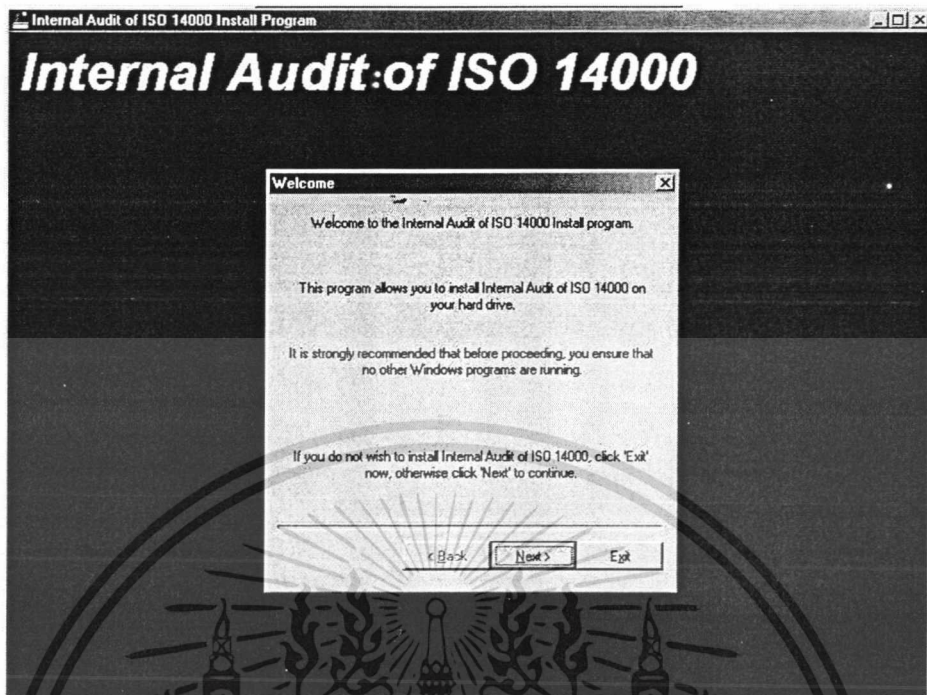 Internal Audit of ISO 14000 Install Program
Internal Audit:of ISO 14000
Welcome
Welcome to the Internal Audit of ISO 14000 Install program.
This program allows you to install Internal Audit of ISO 14000 on
your hard drive.
It is strongly recommended that before proceeding, you ensure that
no other Windows programs are running.
If you do not wish to install Internal Audit of ISO 14000, click 'Exit'
now, otherwise click 'Next' to continue.
< Back
Next >
Exit